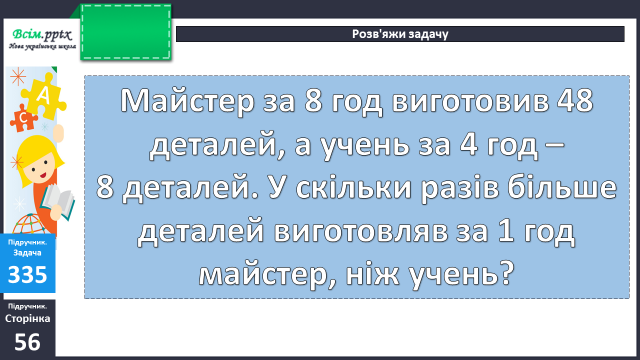 Всім.pptx
Нова українська школа
Розв'яжи задачу
А
С
Майстер за 8 год виготовив 48
деталей, а учень за 4 год –
8 деталей. У скільки разів більше
деталей виготовляв за 1 год
майстер, ніж учень?
Підручник.
Задача
335
Підручник.
Сторінка
56